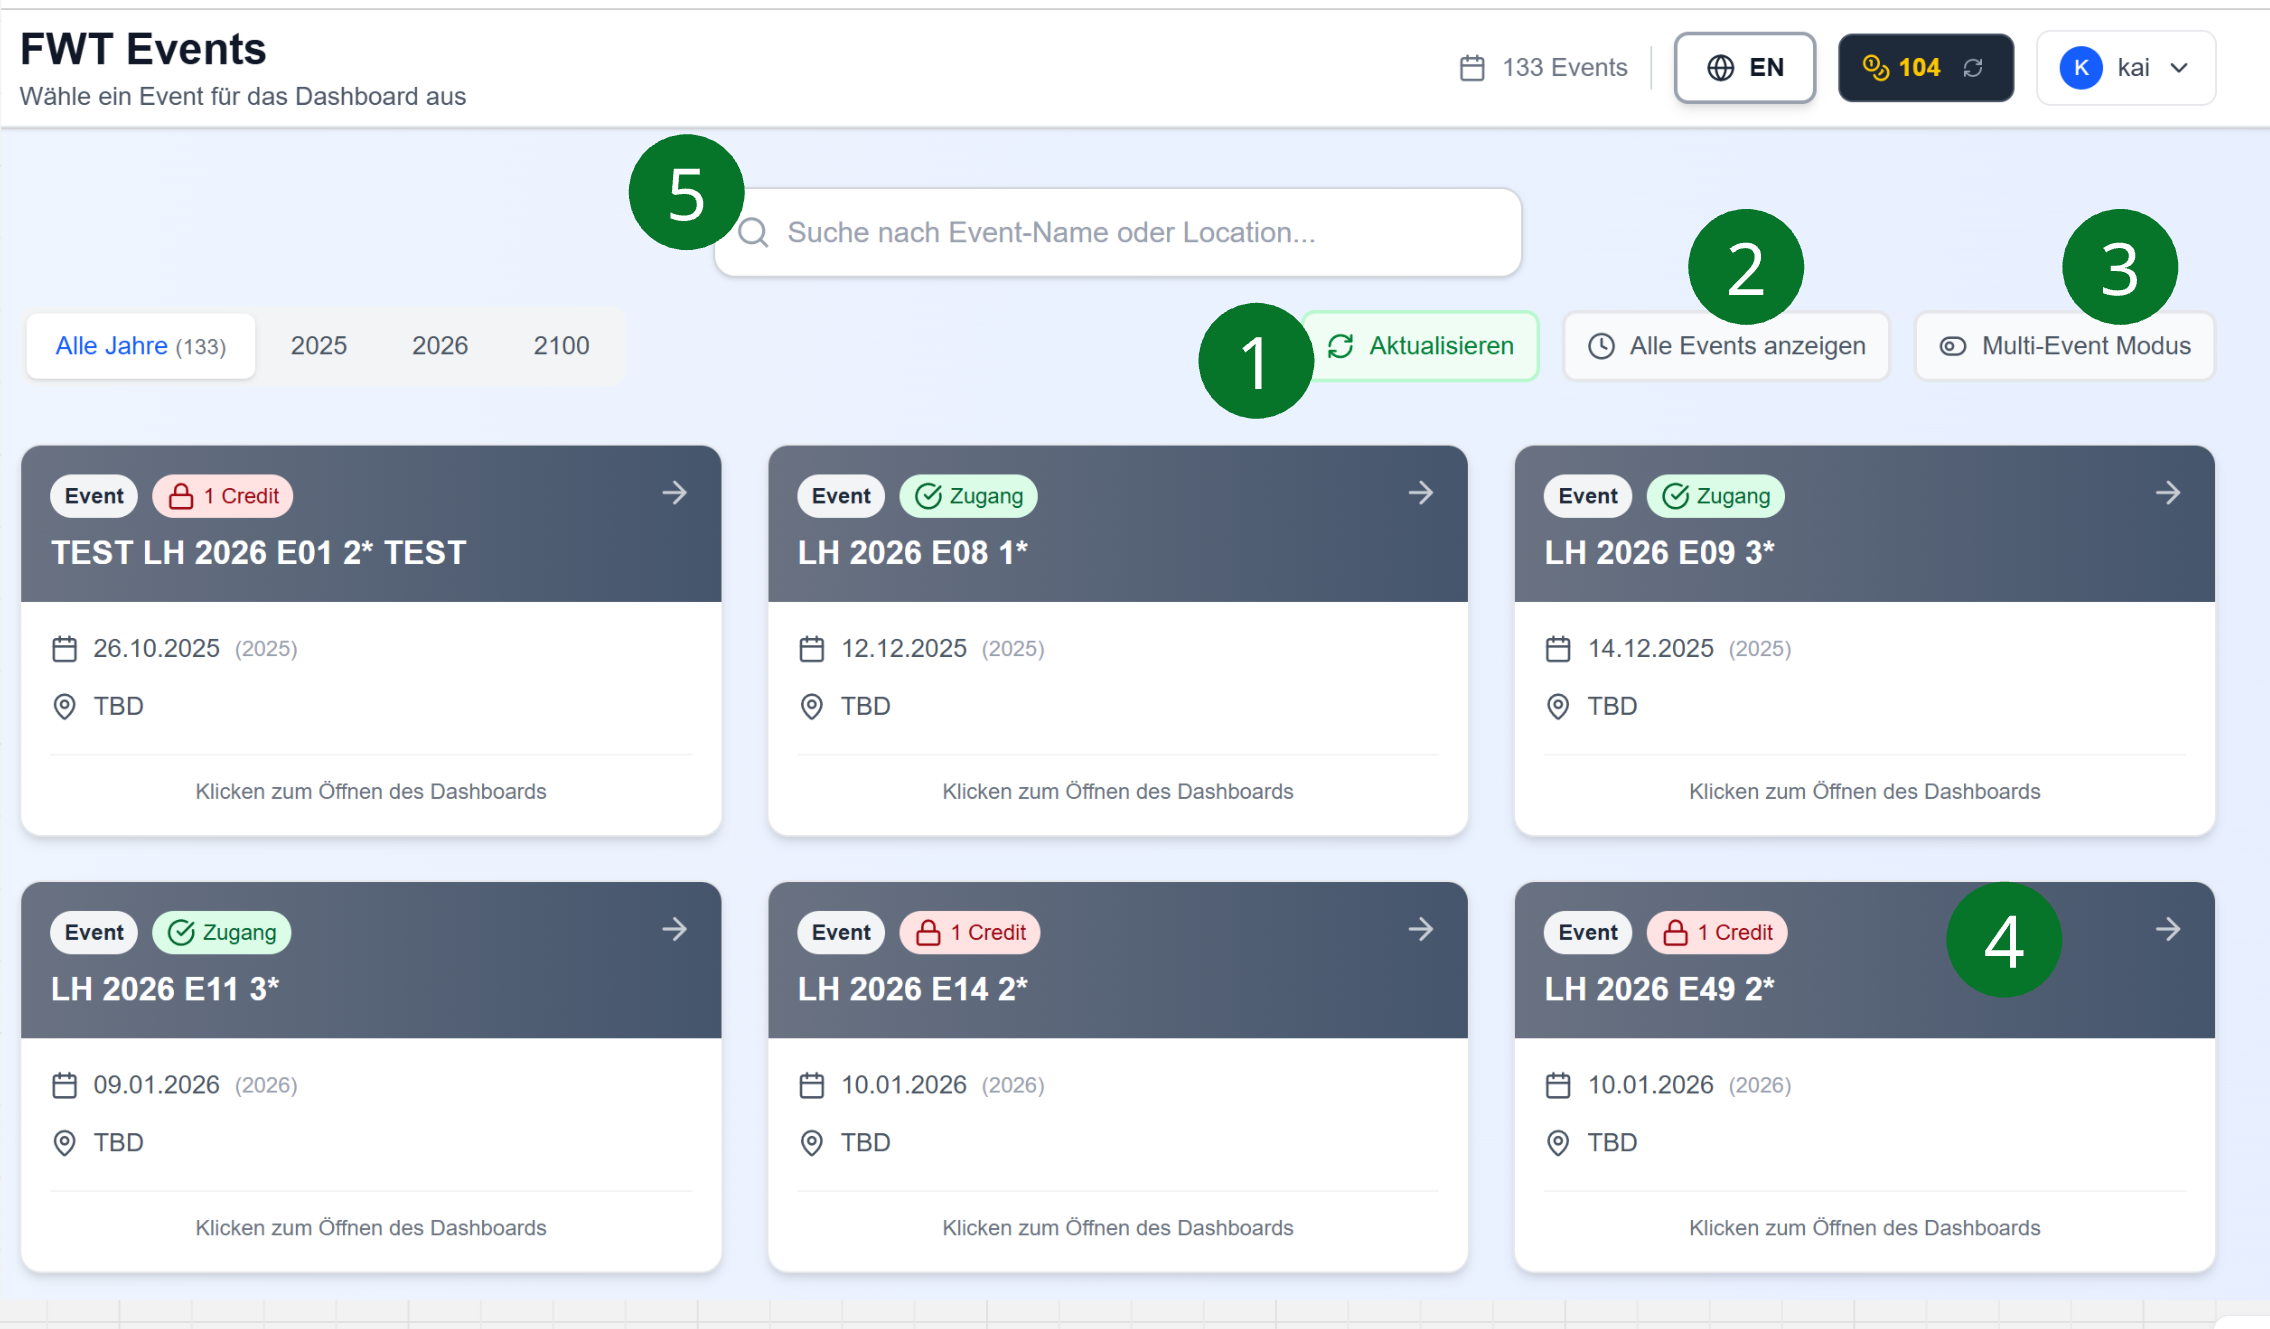 FWT Events
Wähle ein Event für das Dashboard aus
133 Events
EN
104
K
kai
5
Suche nach Event-Name oder Location...
2
3
Alle Jahre (133)
2025
2026
2100
1
Aktualisieren
Alle Events anzeigen
Multi-Event Modus
Event
1 Credit
TEST LH 2026 E01 2* TEST
26.10.2025 (2025)
TBD
Klicken zum Öffnen des Dashboards
Event
Zugang
LH 2026 E08 1*
12.12.2025 (2025)
TBD
Klicken zum Öffnen des Dashboards
Event
Zugang
LH 2026 E09 3*
14.12.2025 (2025)
TBD
Klicken zum Öffnen des Dashboards
Event
Zugang
LH 2026 E11 3*
09.01.2026 (2026)
TBD
Klicken zum Öffnen des Dashboards
Event
1 Credit
LH 2026 E14 2*
10.01.2026 (2026)
TBD
Klicken zum Öffnen des Dashboards
Event
1 Credit
4
LH 2026 E49 2*
10.01.2026 (2026)
TBD
Klicken zum Öffnen des Dashboards